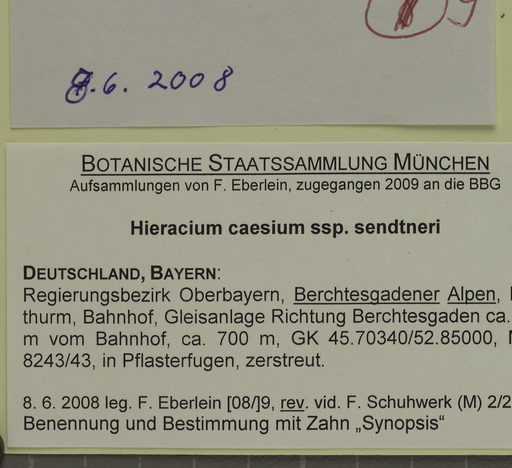 9
8.6. 2008
BOTANISCHE STAATSSAMMLUNG MÜNCHEN
Aufsammlungen von F. Eberlein, zugegangen 2009 an die BBG
Hieracium caesium ssp. sendtneri
DEUTSCHLAND, BAYERN:
Regierungsbezirk Oberbayern, Berchtesgadener Alpen,
thurm, Bahnhof, Gleisanlage Richtung Berchtesgaden ca.
m vom Bahnhof, ca. 700 m, GK 45.70340/52.85000,
8243/43, in Pflasterfugen, zerstreut.
8. 6. 2008 leg. F. Eberlein [08/]9, rev. vid. F. Schuhwerk (M) 2/2
Benennung und Bestimmung mit Zahn „Synopsis“